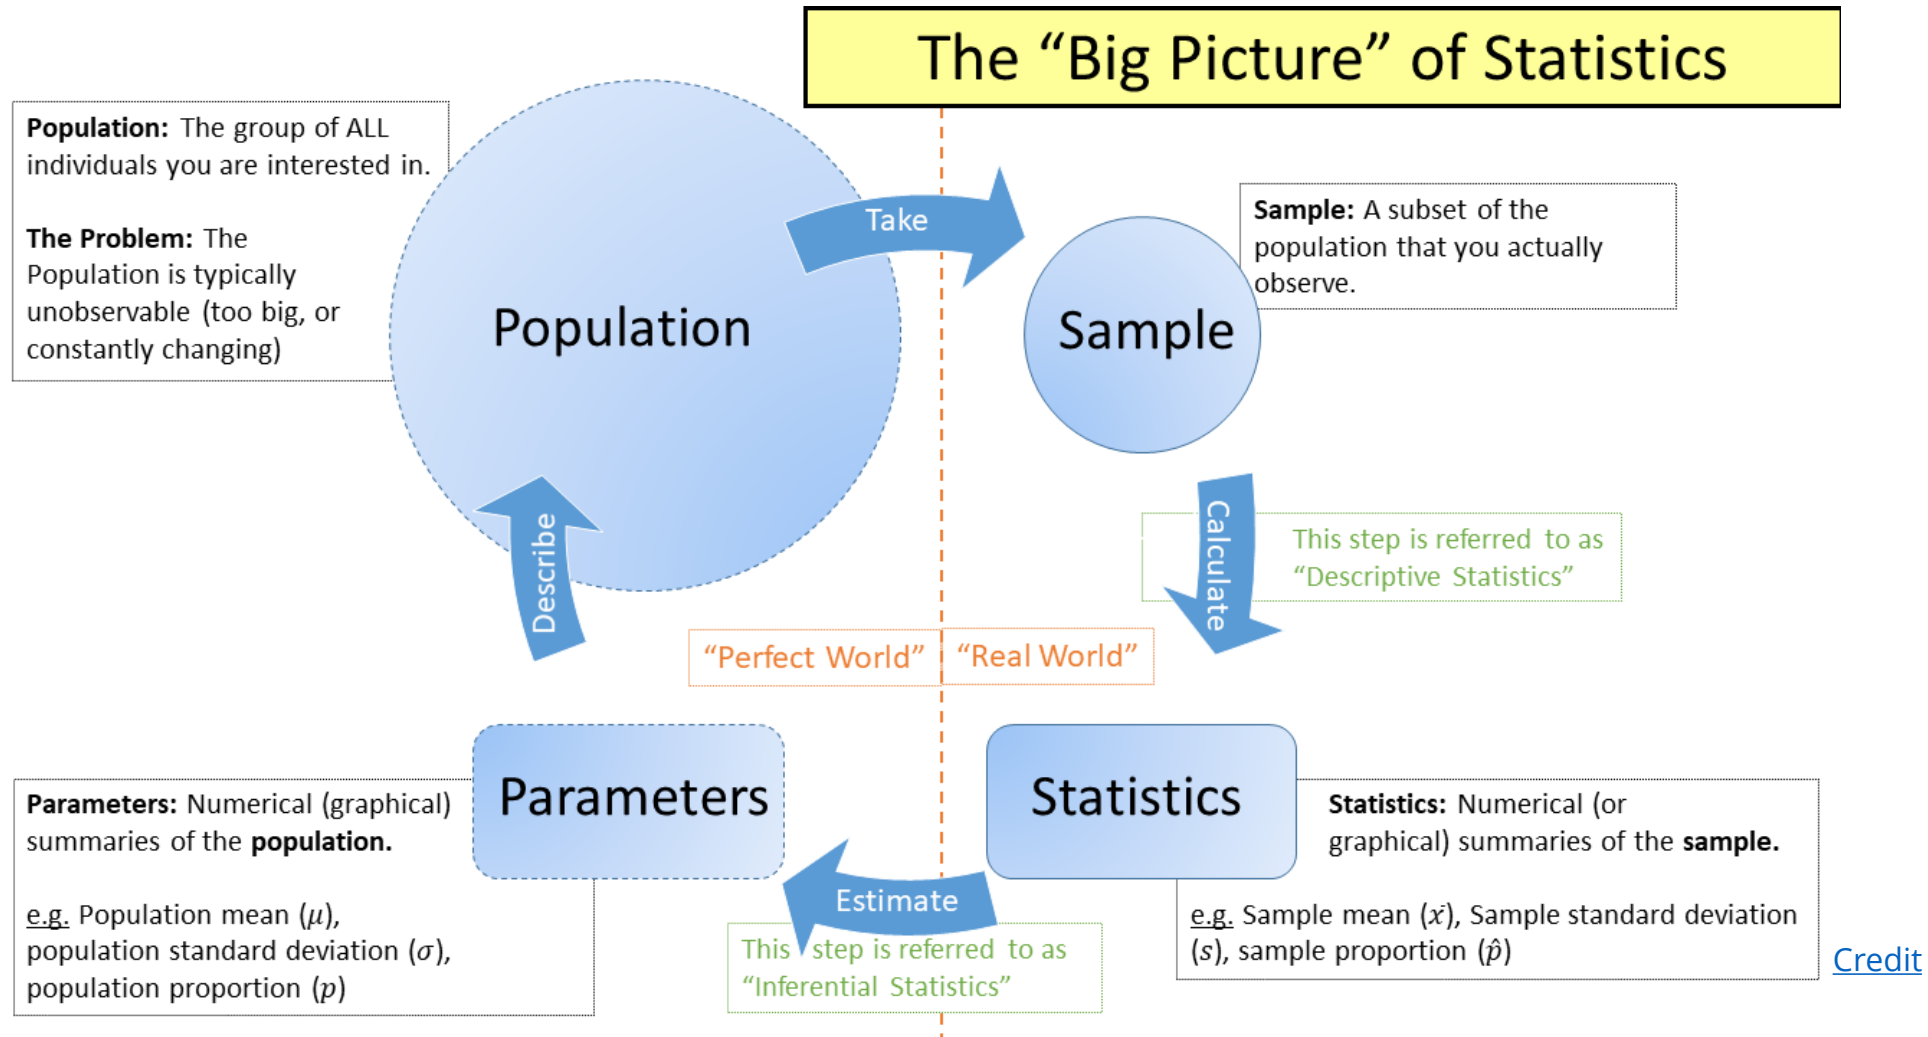 The “Big Picture” of Statistics
Population: The group of ALL
individuals you are interested in.
The Problem: The
Population is typically
unobservable (too big, or
constantly changing)
Population
Take
Sample
Sample: A subset of the
population that you actually
observe.
Calculate
This step is referred to as
“Descriptive Statistics”
Describe
“Perfect World”
“Real World”
Parameters
Statistics
Parameters: Numerical (graphical)
summaries of the population.
e.g. Population mean (μ),
population standard deviation (σ),
population proportion (p)
Estimate
This step is referred to as
“Inferential Statistics”
Statistics: Numerical (or
graphical) summaries of the sample.
e.g. Sample mean (x̄), Sample standard deviation
(s), sample proportion (p̂)
Credit